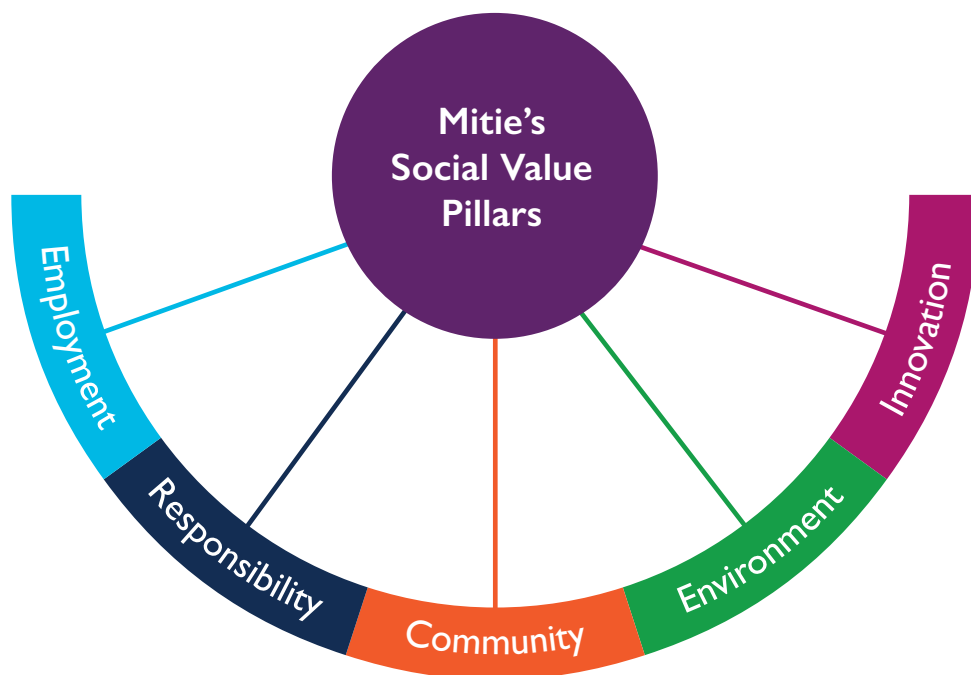 Mitie’s
Social Value
Pillars
Employment
Responsibility
Community
Environment
Innovation